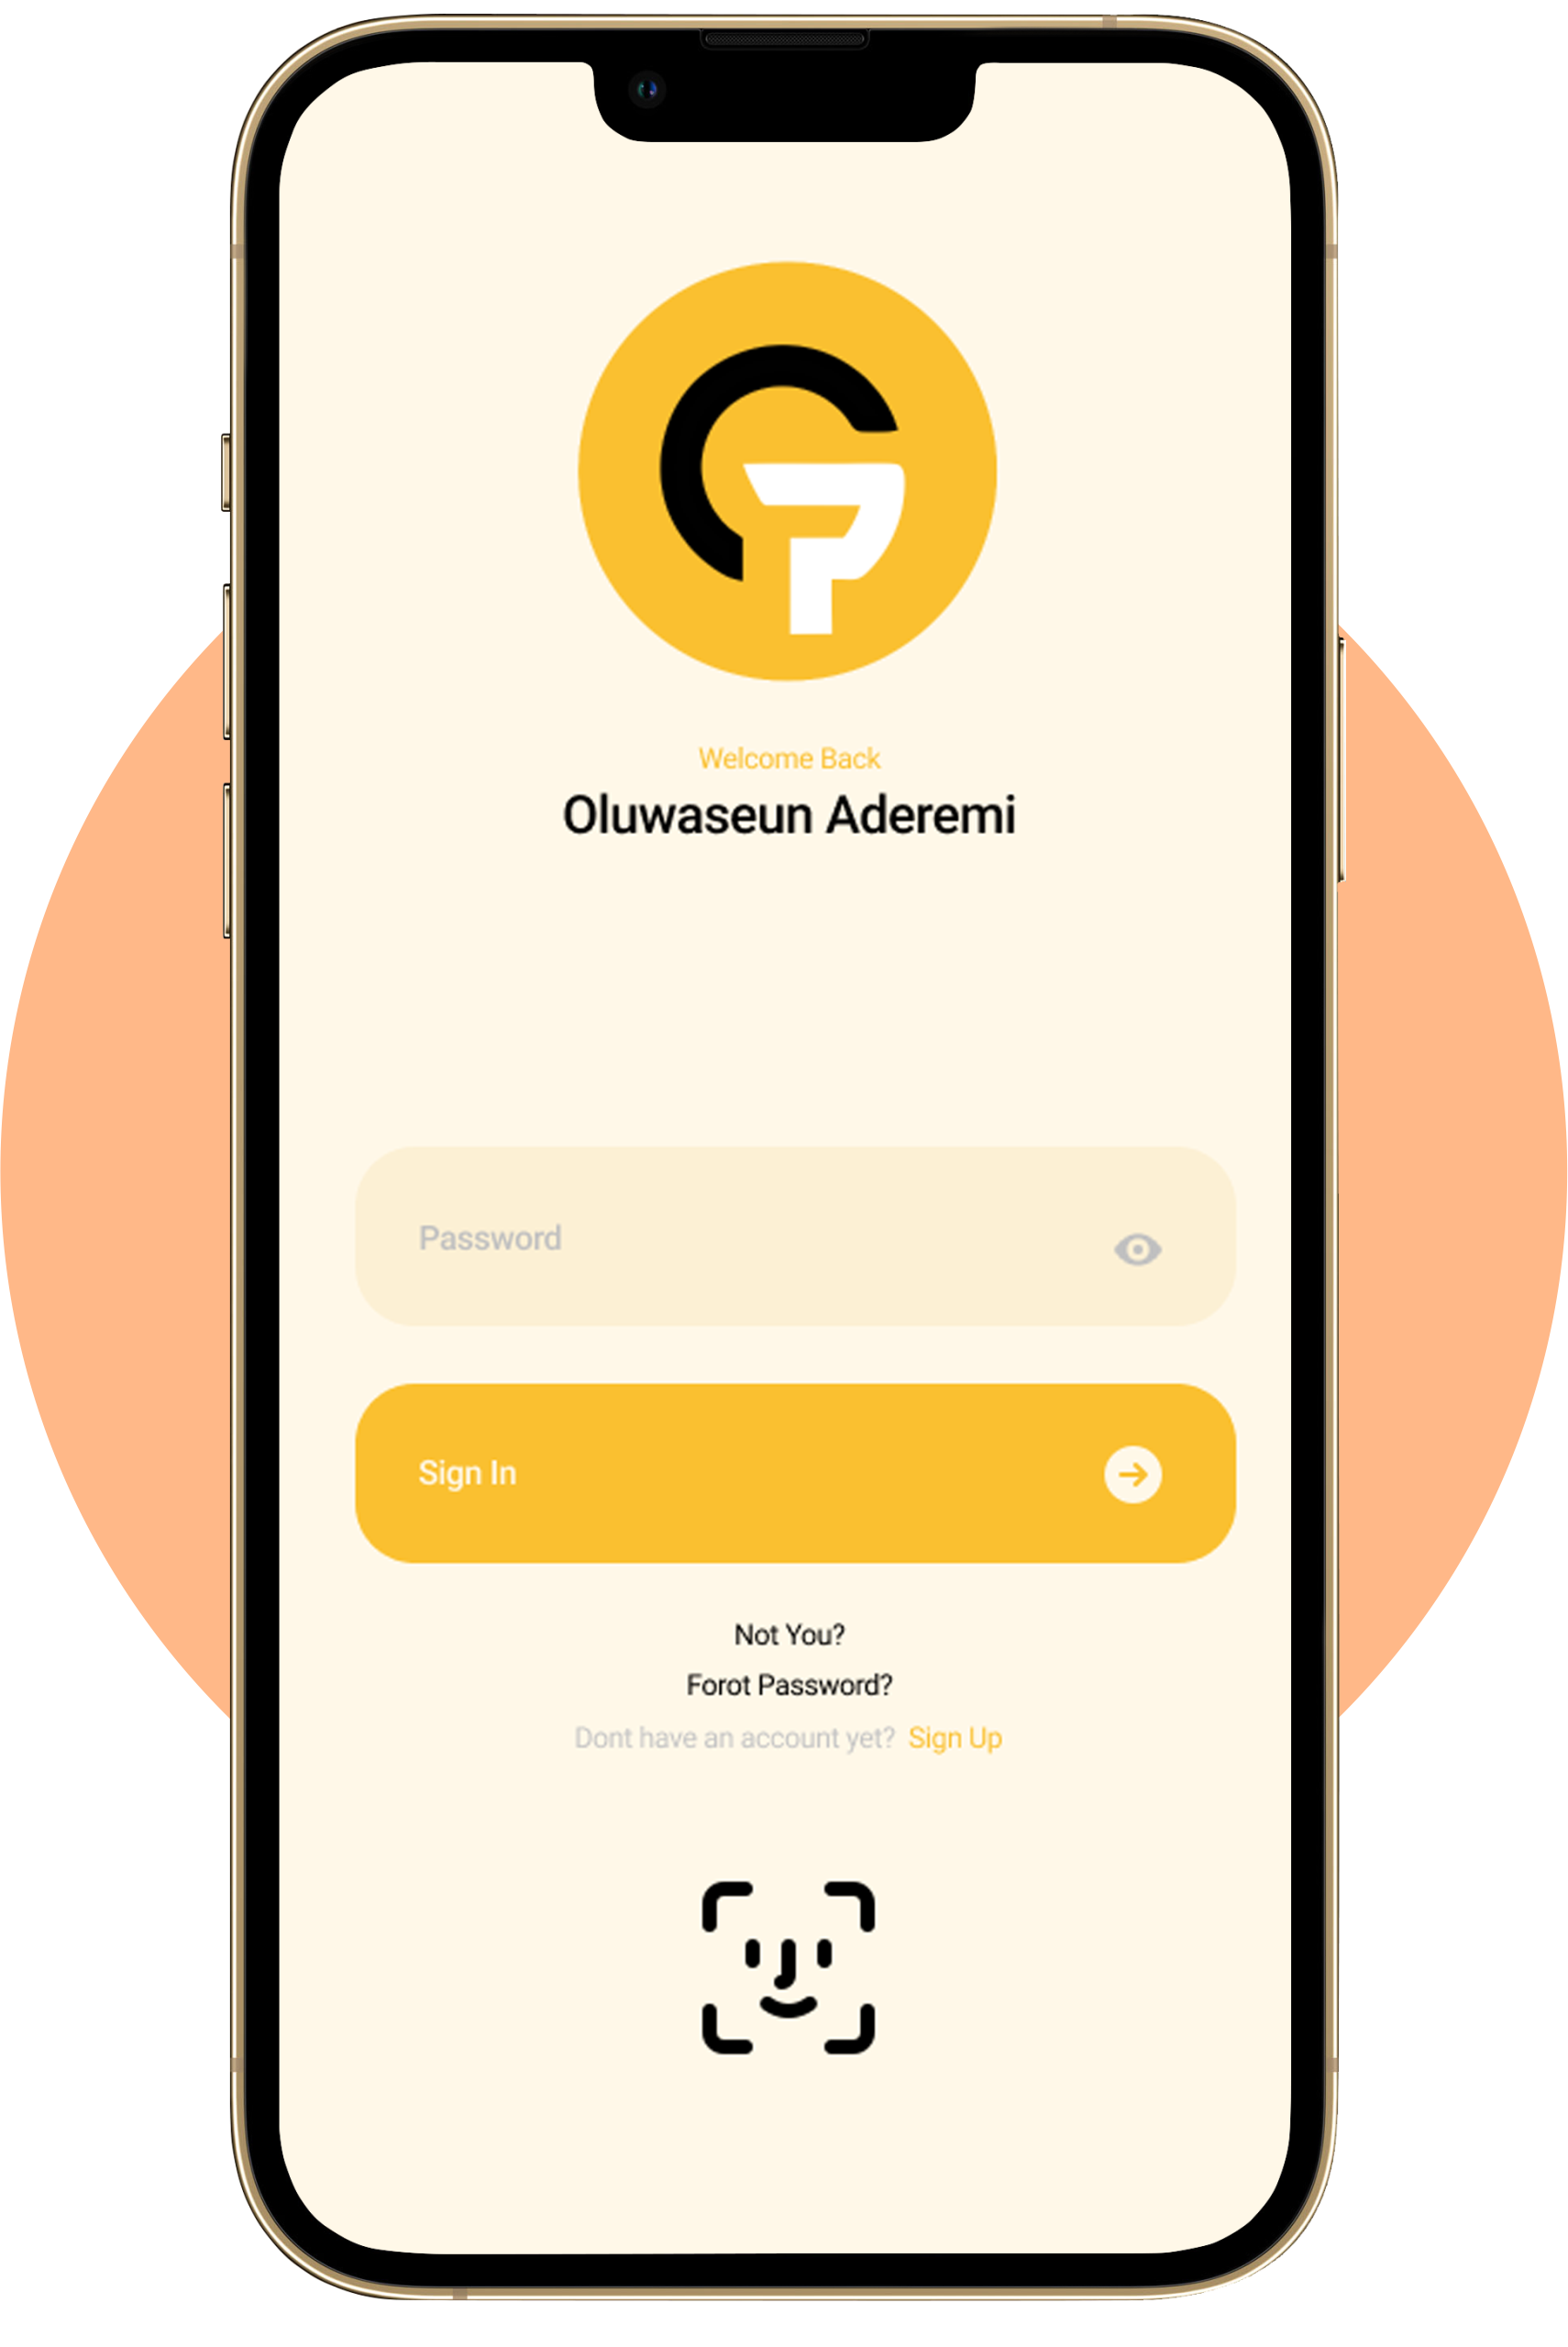 Welcome Back
Oluwaseun Aderemi
Password
Sign In
Not You?
Forot Password?
Dont have an account yet? Sign Up